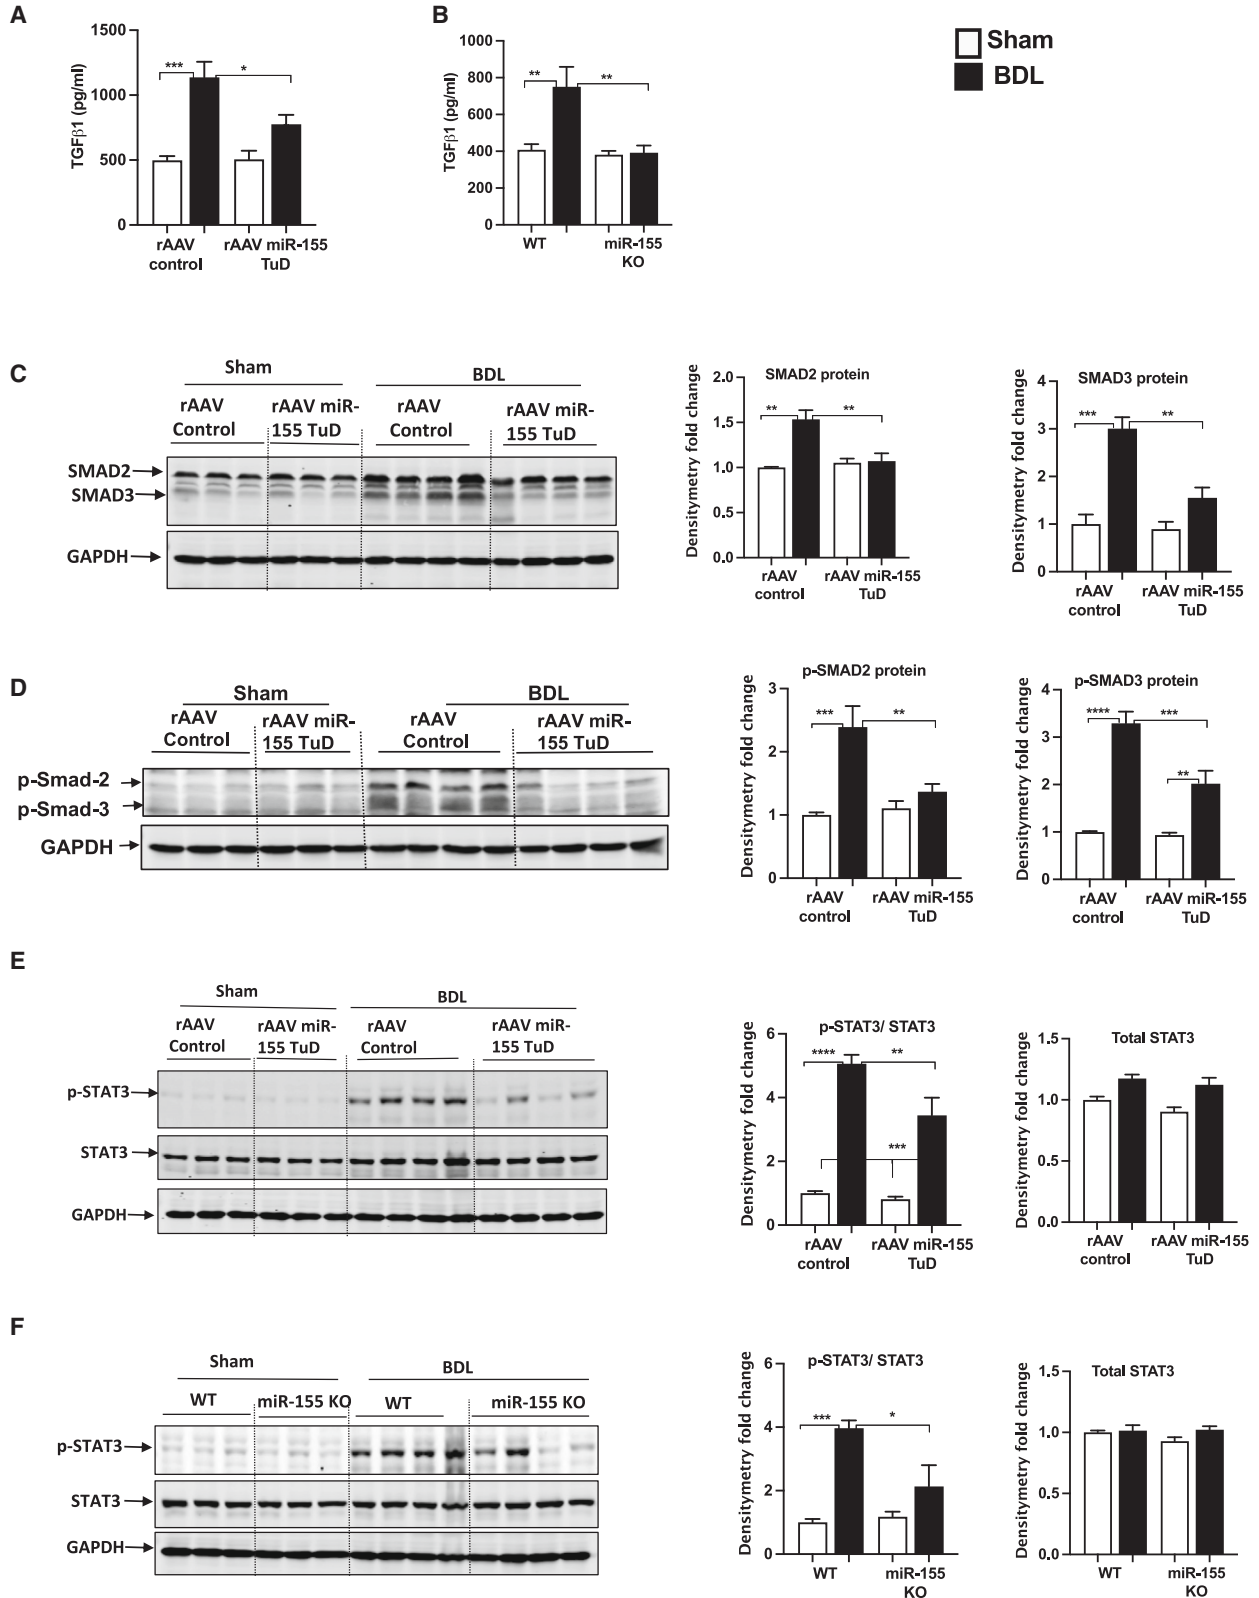 A
1500
1000
500
0
TGFβ1 (pg/ml)
***
*
rAAV
control
rAAV miR-155
TuD
B
1000
800
600
400
200
0
TGFβ1 (pg/ml)
**
**
WT
miR-155
KO
Sham
BDL
C
Sham
BDL
rAAV
Control
rAAV miR-
155 TuD
rAAV
Control
rAAV miR-
155 TuD
SMAD2
SMAD3
GAPDH
SMAD2 protein
Densitymetry fold change
2.0
1.5
1.0
0.5
0.0
**
**
rAAV
control
rAAV miR-155
TuD
SMAD3 protein
Densitymetry fold change
4
3
2
1
0
***
**
rAAV
control
rAAV miR-155
TuD
D
Sham
BDL
rAAV
Control
rAAV miR-
155 TuD
rAAV
Control
rAAV miR-
155 TuD
p-Smad-2
p-Smad-3
GAPDH
p-SMAD2 protein
Densitymetry fold change
3
2
1
0
***
**
rAAV
control
rAAV miR-155
TuD
p-SMAD3 protein
Densitymetry fold change
4
3
2
1
0
****
***
**
rAAV
control
rAAV miR-155
TuD
E
Sham
BDL
rAAV
Control
rAAV miR-
155 TuD
rAAV
Control
rAAV miR-
155 TuD
p-STAT3
STAT3
GAPDH
p-STAT3/ STAT3
Densitymetry fold change
6
4
2
0
****
**
***
rAAV
control
rAAV miR-155
TuD
Total STAT3
Densitymetry fold change
1.5
1.0
0.5
0.0
rAAV
control
rAAV miR-155
TuD
F
Sham
BDL
WT
miR-155 KO
WT
miR-155 KO
p-STAT3
STAT3
GAPDH
p-STAT3/ STAT3
Densitymetry fold change
6
4
2
0
***
*
WT
miR-155
KO
Total STAT3
Densitymetry fold change
1.5
1.0
0.5
0.0
WT
miR-155
KO